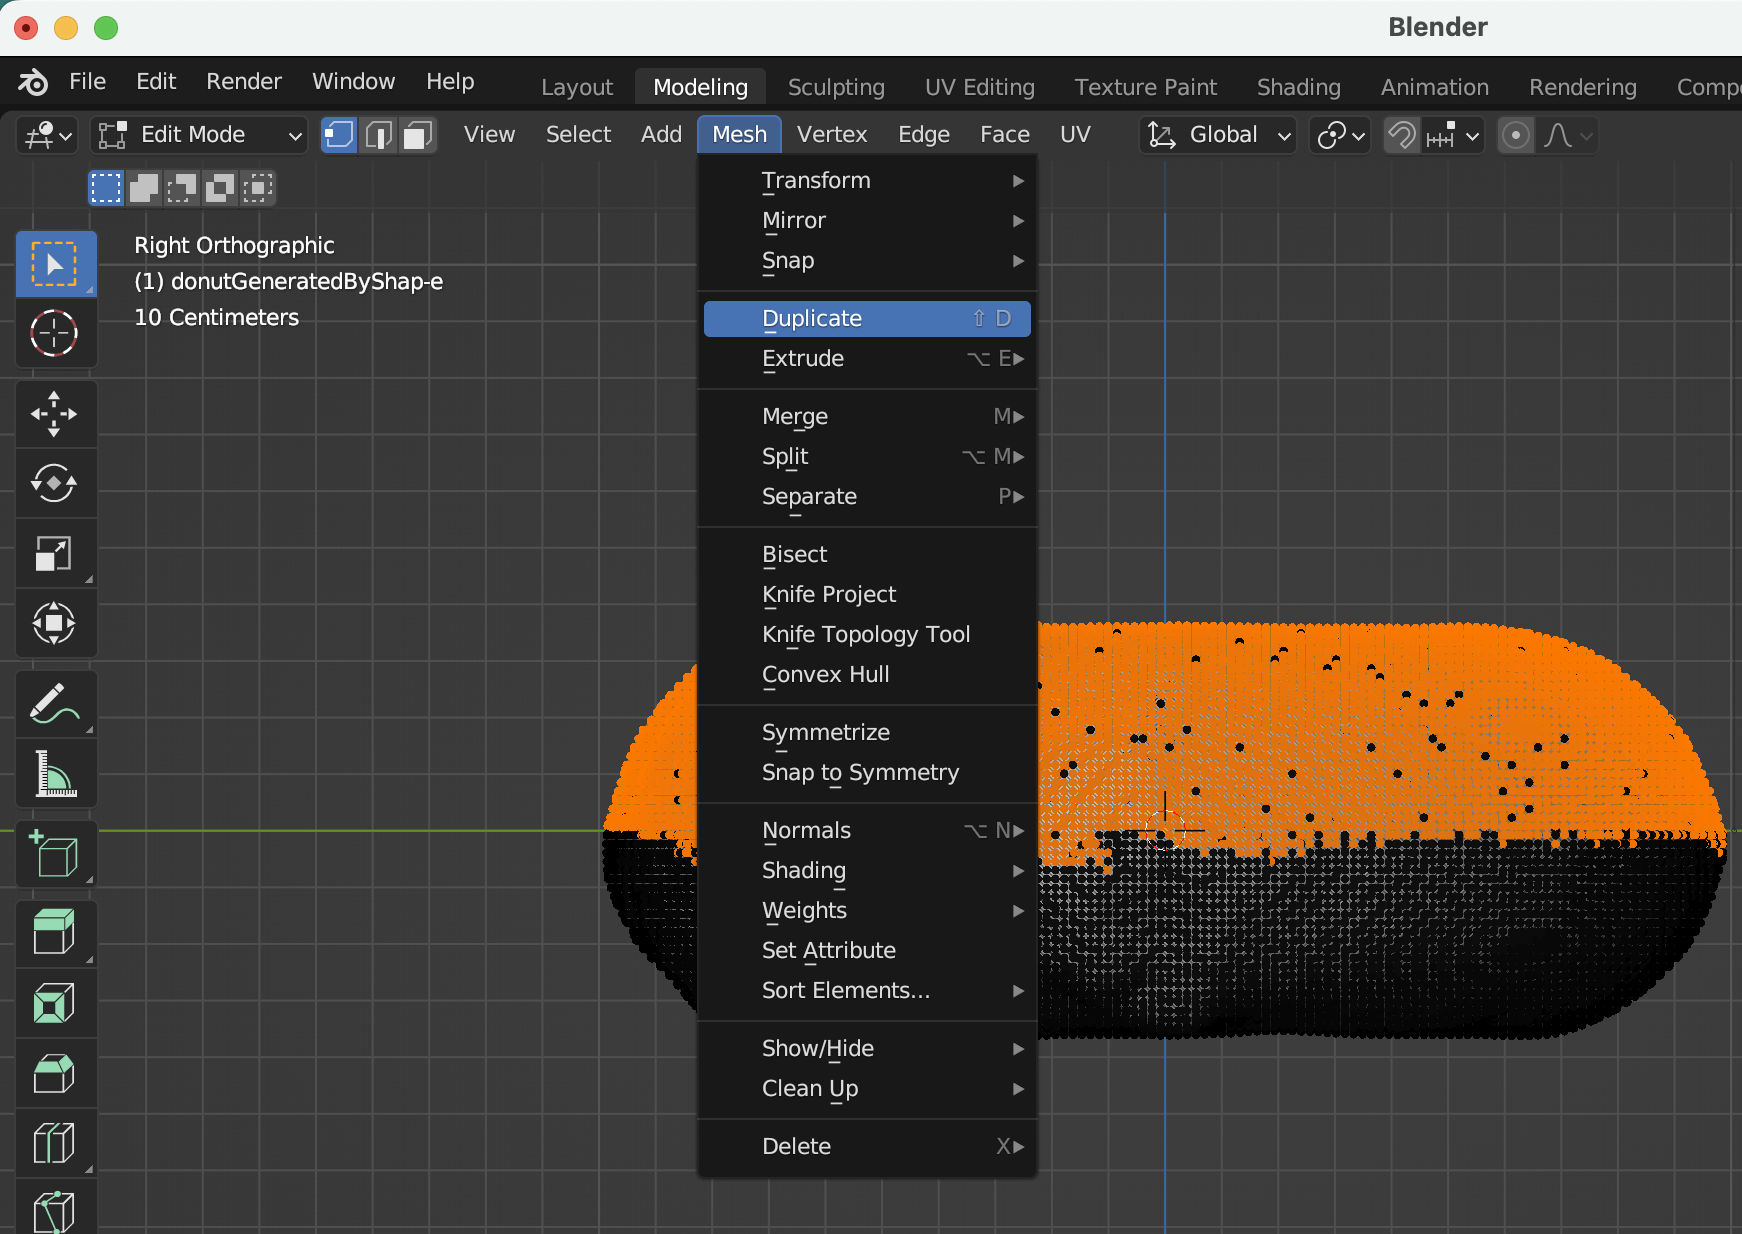 Blender
File Edit Render Window Help Layout Modeling Sculpting UV Editing Texture Paint Shading Animation Rendering Comp
Edit Mode View Select Add Mesh Vertex Edge Face UV Global
Right Orthographic
(1) donutGeneratedByShap-e
10 Centimeters
Transform
Mirror
Snap
Duplicate ⇧ D
Extrude ⌥ E
Merge M
Split ⌥ M
Separate P
Bisect
Knife Project
Knife Topology Tool
Convex Hull
Symmetrize
Snap to Symmetry
Normals ⌥ N
Shading
Weights
Set Attribute
Sort Elements...
Show/Hide
Clean Up
Delete X